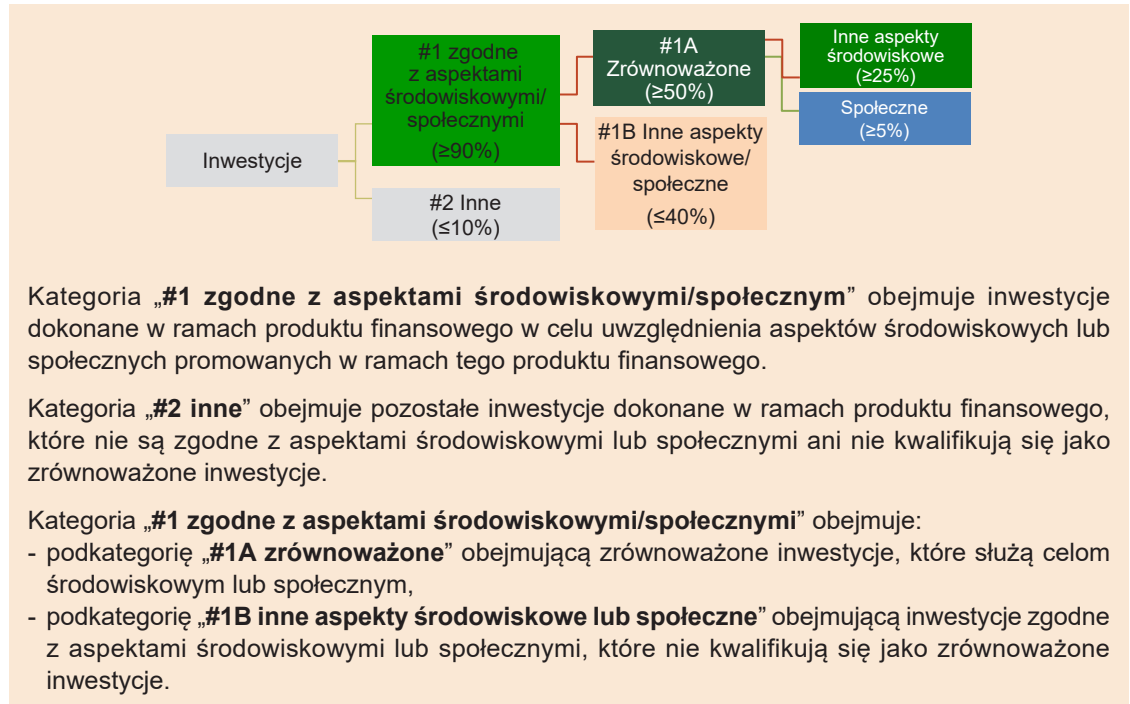 Inwestycje
#1 zgodne
z aspektami
środowiskowymi/
społecznymi
(≥90%)
#2 Inne
(≤10%)
#1A
Zrównoważone
(≥50%)
#1B Inne aspekty
środowiskowe/
społeczne
(≤40%)
Inne aspekty
środowiskowe
(≥25%)
Społeczne
(≥5%)
Kategoria „#1 zgodne z aspektami środowiskowymi/społecznym” obejmuje inwestycje
dokonane w ramach produktu finansowego w celu uwzględnienia aspektów środowiskowych lub
społecznych promowanych w ramach tego produktu finansowego.
Kategoria „#2 inne” obejmuje pozostałe inwestycje dokonane w ramach produktu finansowego,
które nie są zgodne z aspektami środowiskowymi lub społecznymi ani nie kwalifikują się jako
zrównoważone inwestycje.
Kategoria „#1 zgodne z aspektami środowiskowymi/społecznymi” obejmuje:
- podkategorię „#1A zrównoważone” obejmującą zrównoważone inwestycje, które służą celom
środowiskowym lub społecznym,
- podkategorię „#1B inne aspekty środowiskowe lub społeczne” obejmującą inwestycje zgodne
z aspektami środowiskowymi lub społecznymi, które nie kwalifikują się jako zrównoważone
inwestycje.